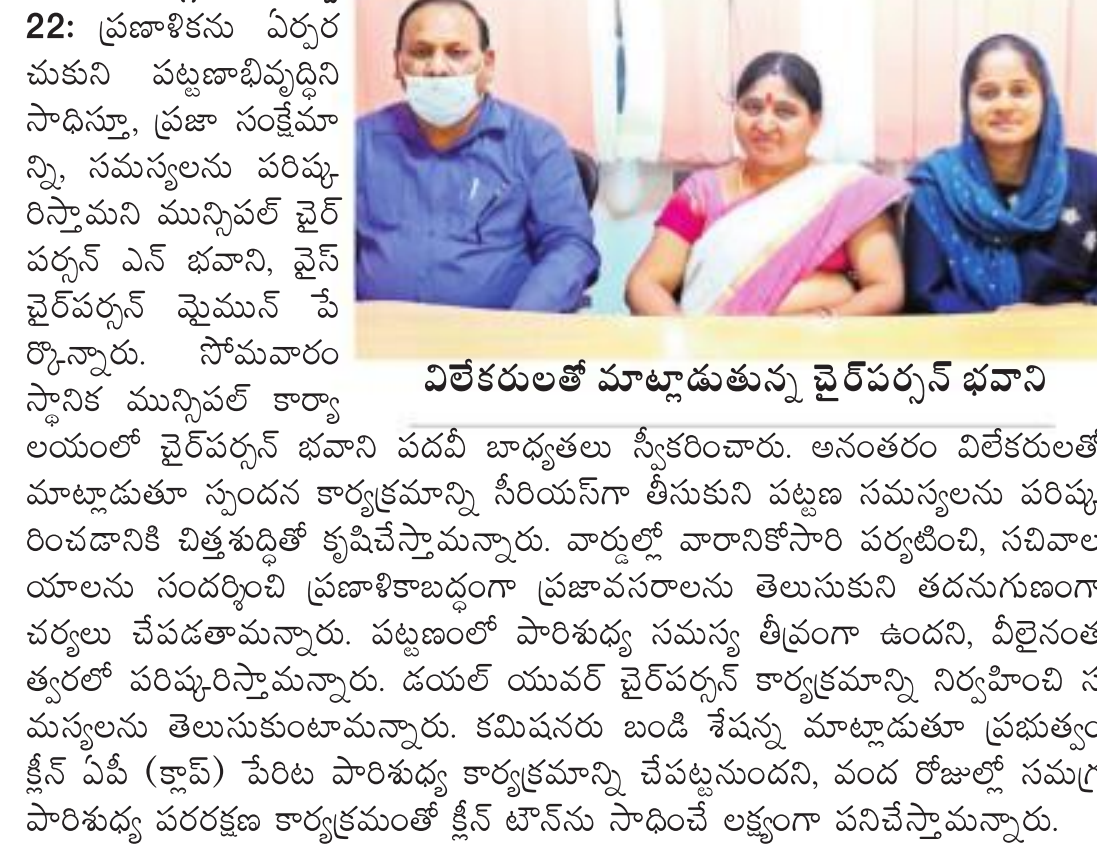 22: ప్రణాళికను ఏర్పర
చుకుని పట్టణాభివృద్ధిని
సాధిస్తూ, ప్రజా సంక్షేమా
న్ని, సమస్యలను పరిష్క
రిస్తామని మున్సిపల్ చైర్
పర్సన్ ఎన్ భవాని, వైస్
చైర్‌పర్సన్ మైమున్ పే
ర్కొన్నారు. సోమవారం
స్థానిక మున్సిపల్ కార్యా
విలేకరులతో మాట్లాడుతున్న చైర్‌పర్సన్ భవాని
లయంలో చైర్‌పర్సన్ భవాని పదవీ బాధ్యతలు స్వీకరించారు. అనంతరం విలేకరులతో
మాట్లాడుతూ స్పందన కార్యక్రమాన్ని సీరియస్‌గా తీసుకుని పట్టణ సమస్యలను పరిష్క
రించడానికి చిత్తశుద్ధితో కృషిచేస్తామన్నారు. వార్డుల్లో వారానికోసారి పర్యటించి, సచివాల
యాలను సందర్శించి ప్రణాళికాబద్ధంగా ప్రజావసరాలను తెలుసుకుని తదనుగుణంగా
చర్యలు చేపడతామన్నారు. పట్టణంలో పారిశుధ్య సమస్య తీవ్రంగా ఉందని, వీలైనంత
త్వరలో పరిష్కరిస్తామన్నారు. డయల్ యువర్ చైర్‌పర్సన్ కార్యక్రమాన్ని నిర్వహించి స
మస్యలను తెలుసుకుంటామన్నారు. కమిషనరు బండి శేషన్న మాట్లాడుతూ ప్రభుత్వం
క్లీన్ ఏపీ (క్లాప్) పేరిట పారిశుధ్య కార్యక్రమాన్ని చేపట్టనుందని, వంద రోజుల్లో సమగ్ర
పారిశుధ్య పరరక్షణ కార్యక్రమంతో క్లీన్ టౌన్‌ను సాధించే లక్ష్యంగా పనిచేస్తామన్నారు.